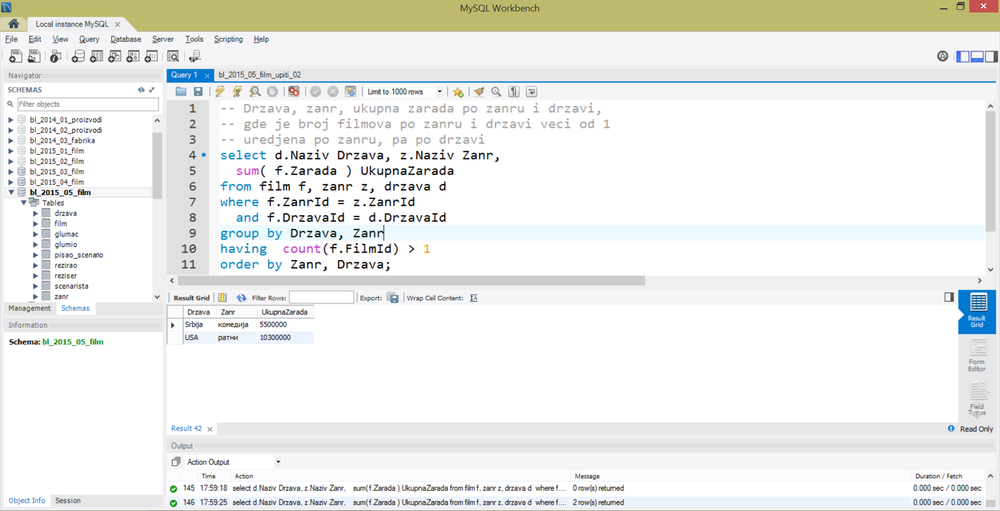 MySQL Workbench
Local instance MySQL
File Edit View Query Database Server Tools Scripting Help
Navigator
SCHEMAS
Filter objects
bl_2014_01_proizvodi
bl_2014_02_proizvodi
bl_2014_03_fabrika
bl_2015_01_film
bl_2015_02_film
bl_2015_03_film
bl_2015_04_film
bl_2015_05_film
Tables
drzava
film
glumac
glumio
pisao_scenario
rezirao
reziser
scenarista
zanr
Management Schemas
Information
Schema: bl_2015_05_film
Object Info Session
Query 1 bl_2015_05_film_upiti_02
Limit to 1000 rows
1 -- Drzava, zanr, ukupna zarada po zanru i drzavi,
2 -- gde je broj filmova po zanru i drzavi veci od 1
3 -- uredjena po zanru, pa po drzavi
4 select d.Naziv Drzava, z.Naziv Zanr,
5 sum( f.Zarada ) UkupnaZarada
6 from film f, zanr z, drzava d
7 where f.ZanrId = z.ZanrId
8 and f.DrzavaId = d.DrzavaId
9 group by Drzava, Zanr
10 having  count(f.FilmId) > 1
11 order by Zanr, Drzava;
Result Grid Filter Rows: Export: Wrap Cell Content:
Drzava Zanr UkupnaZarada
Srbija комедија 5500000
USA ратни 10300000
Result Grid
Form Editor
Field Types
Result 42
Read Only
Output
Action Output
Time Action Message Duration / Fetch
145 17:59:18 select d.Naziv Drzava, z.Naziv Zanr, sum( f.Zarada ) UkupnaZarada from film f, zanr z, drzava d where f.... 0 row(s) returned 0.000 sec / 0.000 sec
146 17:59:25 select d.Naziv Drzava, z.Naziv Zanr, sum( f.Zarada ) UkupnaZarada from film f, zanr z, drzava d where f.... 2 row(s) returned 0.000 sec / 0.000 sec